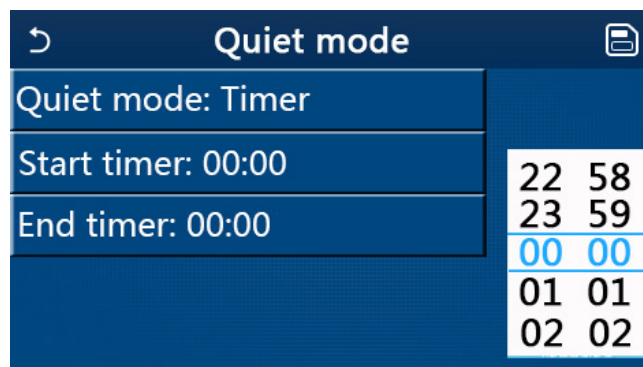 Quiet mode
Quiet mode: Timer
Start timer: 00:00
End timer: 00:00
22 58
23 59
00 00
01 01
02 02